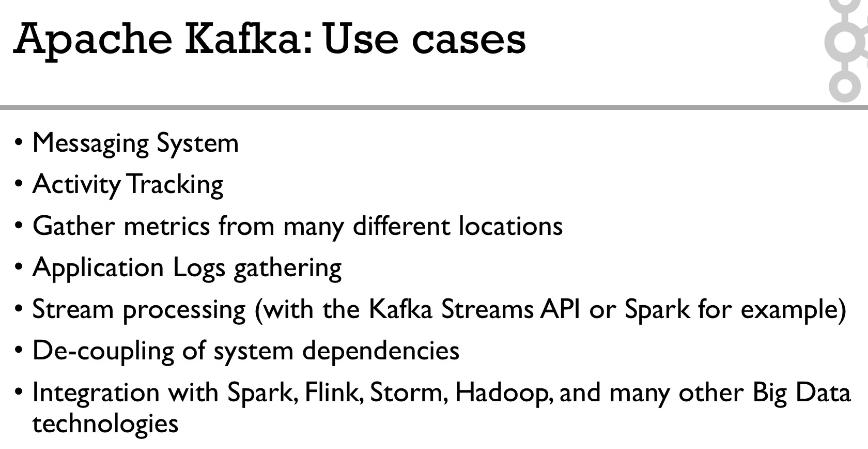 Apache Kafka: Use cases
• Messaging System
• Activity Tracking
• Gather metrics from many different locations
• Application Logs gathering
• Stream processing (with the Kafka Streams API or Spark for example)
• De-coupling of system dependencies
• Integration with Spark, Flink, Storm, Hadoop, and many other Big Data
technologies